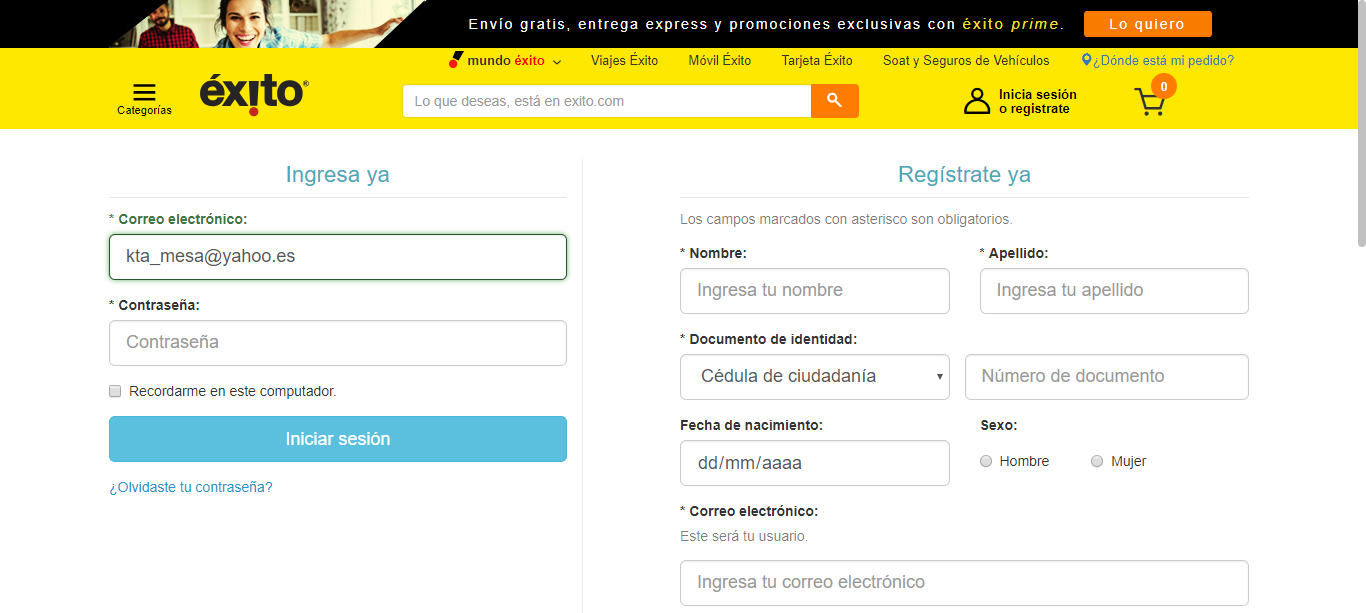 Envío gratis, entrega express y promociones exclusivas con éxito prime. Lo quiero
mundo éxito Viajes Éxito Móvil Éxito Tarjeta Éxito Soat y Seguros de Vehículos ¿Dónde está mi pedido?
Categorías
éxito®
Lo que deseas, está en exito.com
Inicia sesión
o registrate
0
Ingresa ya
* Correo electrónico:
kta_mesa@yahoo.es
* Contraseña:
Contraseña
Recordarme en este computador.
Iniciar sesión
¿Olvidaste tu contraseña?
Regístrate ya
Los campos marcados con asterisco son obligatorios.
* Nombre: * Apellido:
Ingresa tu nombre Ingresa tu apellido
* Documento de identidad:
Cédula de ciudadanía Número de documento
Fecha de nacimiento: Sexo:
dd/mm/aaaa Hombre Mujer
* Correo electrónico:
Este será tu usuario.
Ingresa tu correo electrónico